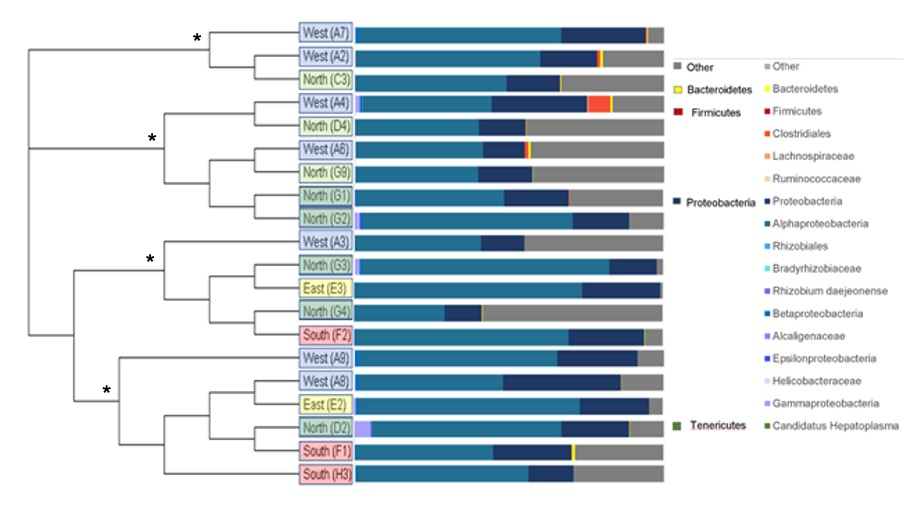 *
West (A7)
West (A2)
North (C3)
*
West (A4)
North (D4)
West (A6)
North (G9)
North (G1)
North (G2)
*
West (A3)
North (G3)
East (E3)
North (G4)
South (F2)
*
West (A9)
West (A8)
East (E2)
North (D2)
South (F1)
South (H3)
Other
Bacteroidetes
Firmicutes
Proteobacteria
Tenericutes
Other
Bacteroidetes
Firmicutes
Clostridiales
Lachnospiraceae
Ruminococcaceae
Proteobacteria
Alphaproteobacteria
Rhizobiales
Bradyrhizobiaceae
Rhizobium daejeonense
Betaproteobacteria
Alcaligenaceae
Epsilonproteobacteria
Helicobacteraceae
Gammaproteobacteria
Candidatus Hepatoplasma